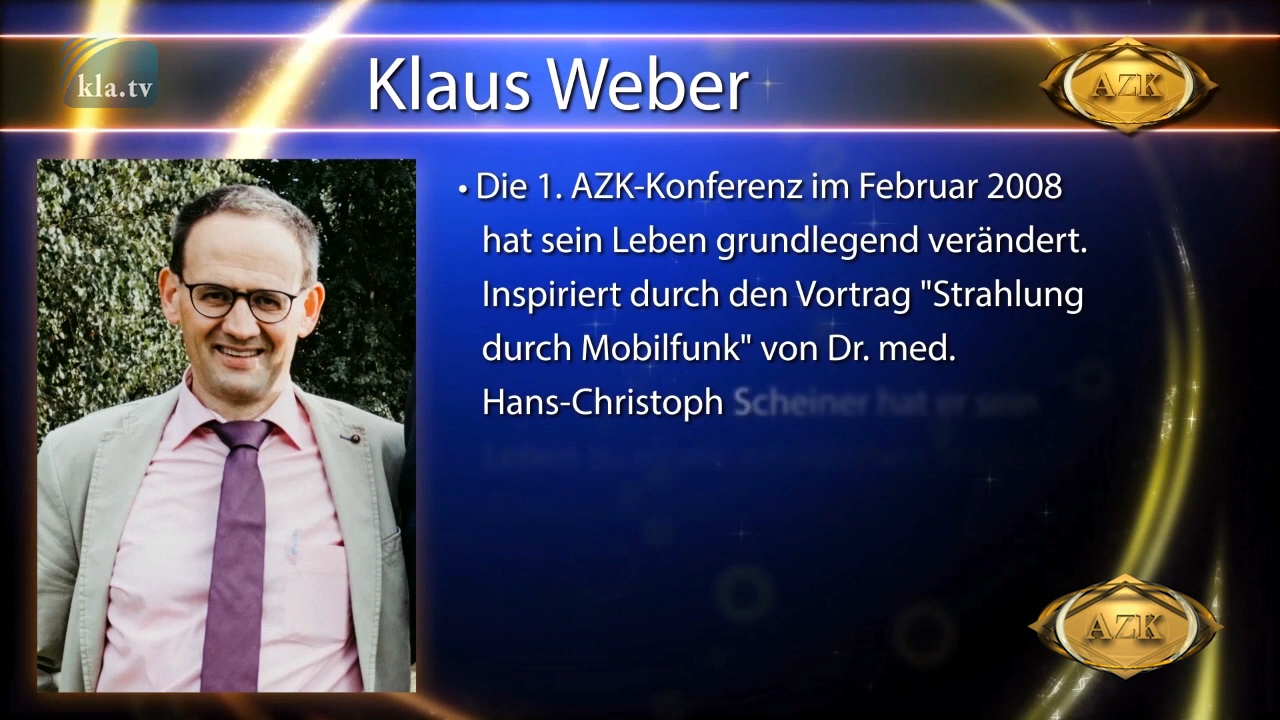 kla.tv
Klaus Weber
AZK
• Die 1. AZK-Konferenz im Februar 2008
hat sein Leben grundlegend verändert.
Inspiriert durch den Vortrag "Strahlung
durch Mobilfunk" von Dr. med.
Hans-Christoph Scheiner hat er sein
AZK